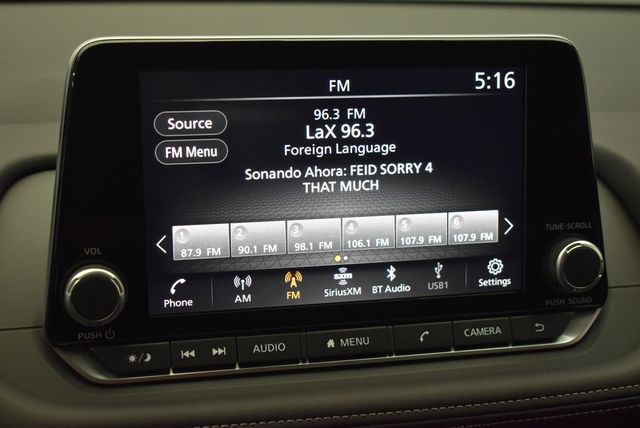 FM
5:16
96.3 FM
LaX 96.3
Foreign Language
Source
FM Menu
Sonando Ahora: FEID SORRY 4
THAT MUCH
1 2 3 4 5 6
87.9 FM 90.1 FM 98.1 FM 106.1 FM 107.9 FM 107.9 FM
Phone AM FM sxm SiriusXM BT Audio USB1 Settings
VOL
PUSH
TUNE·SCROLL
PUSH SOUND
AUDIO MENU CAMERA